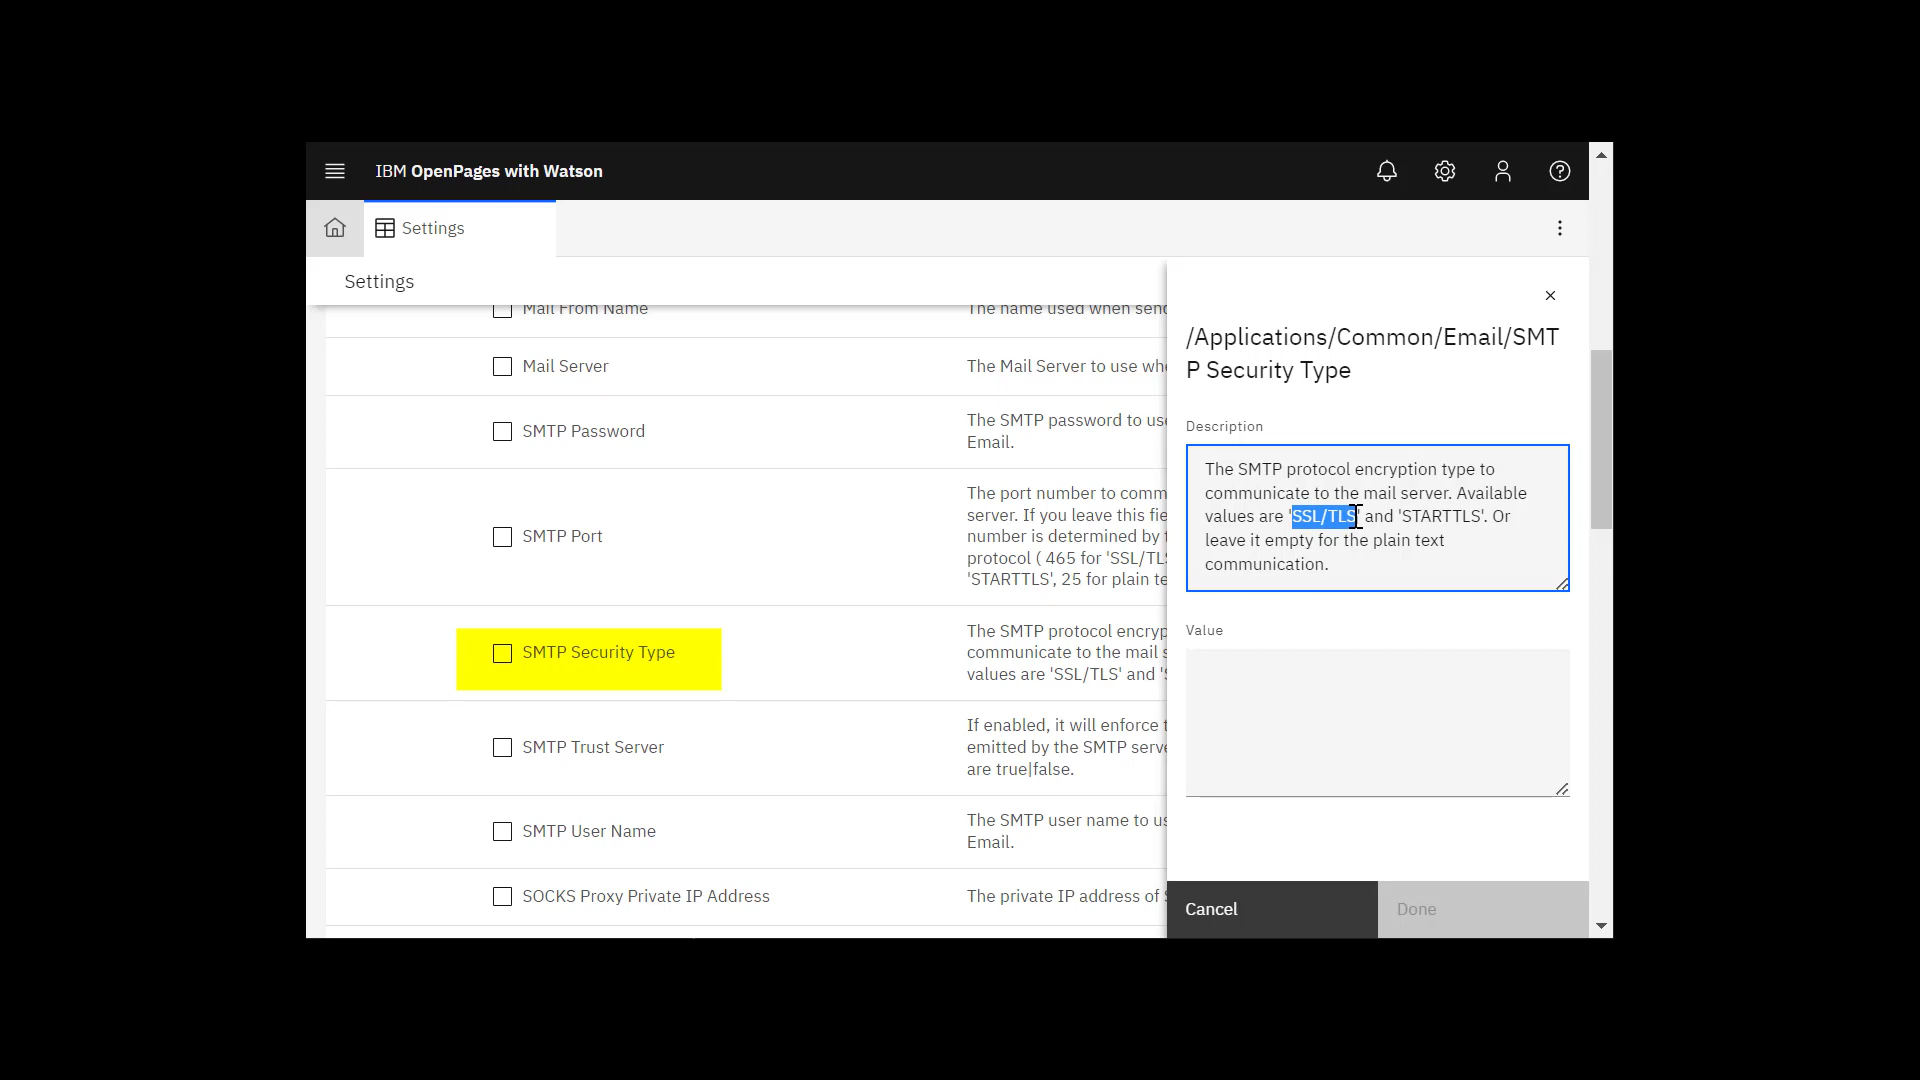 IBM OpenPages with Watson
Settings
Settings
Mail From Name
The name used when send
Mail Server
The Mail Server to use whe
SMTP Password
The SMTP password to use
Email.
SMTP Port
The port number to comm
server. If you leave this fie
number is determined by t
protocol ( 465 for 'SSL/TLS
'STARTTLS', 25 for plain te
SMTP Security Type
The SMTP protocol encryp
communicate to the mail s
values are 'SSL/TLS' and 'S
SMTP Trust Server
If enabled, it will enforce t
emitted by the SMTP serve
are true|false.
SMTP User Name
The SMTP user name to us
Email.
SOCKS Proxy Private IP Address
The private IP address of S
/Applications/Common/Email/SMT
P Security Type
Description
The SMTP protocol encryption type to
communicate to the mail server. Available
values are 'SSL/TLS' and 'STARTTLS'. Or
leave it empty for the plain text
communication.
Value
Cancel
Done